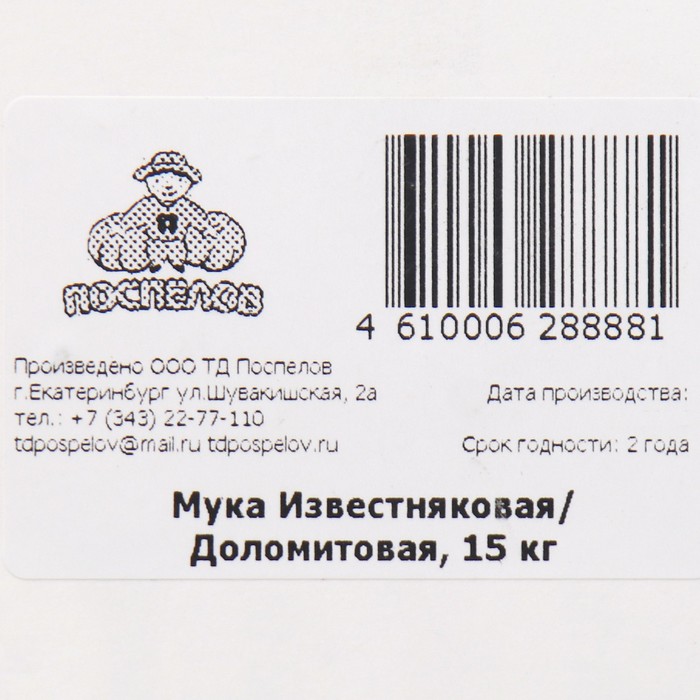 ПОСПЕЛОВ
4 610006 288881
Произведено ООО ТД Поспелов
г.Екатеринбург ул.Шувакишская, 2а
тел.: +7 (343) 22-77-110
tdpospelov@mail.ru tdpospelov.ru
Дата производства:
Срок годности: 2 года
Мука Известняковая/
Доломитовая, 15 кг